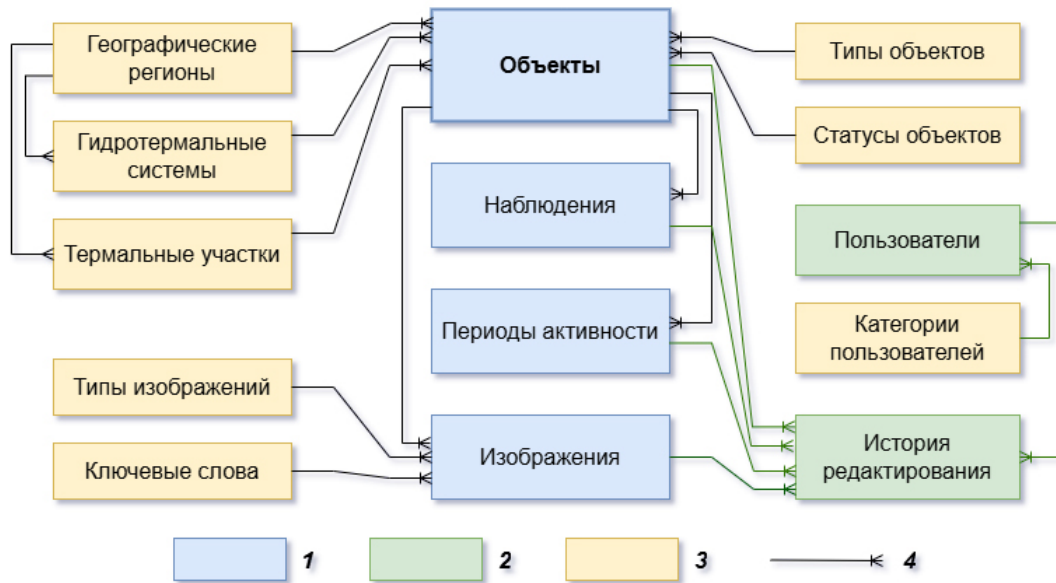 Географические
регионы
Объекты
Типы объектов
Гидротермальные
системы
Статусы объектов
Термальные участки
Наблюдения
Пользователи
Периоды активности
Категории
пользователей
Типы изображений
Ключевые слова
Изображения
История
редактирования
1
2
3
4